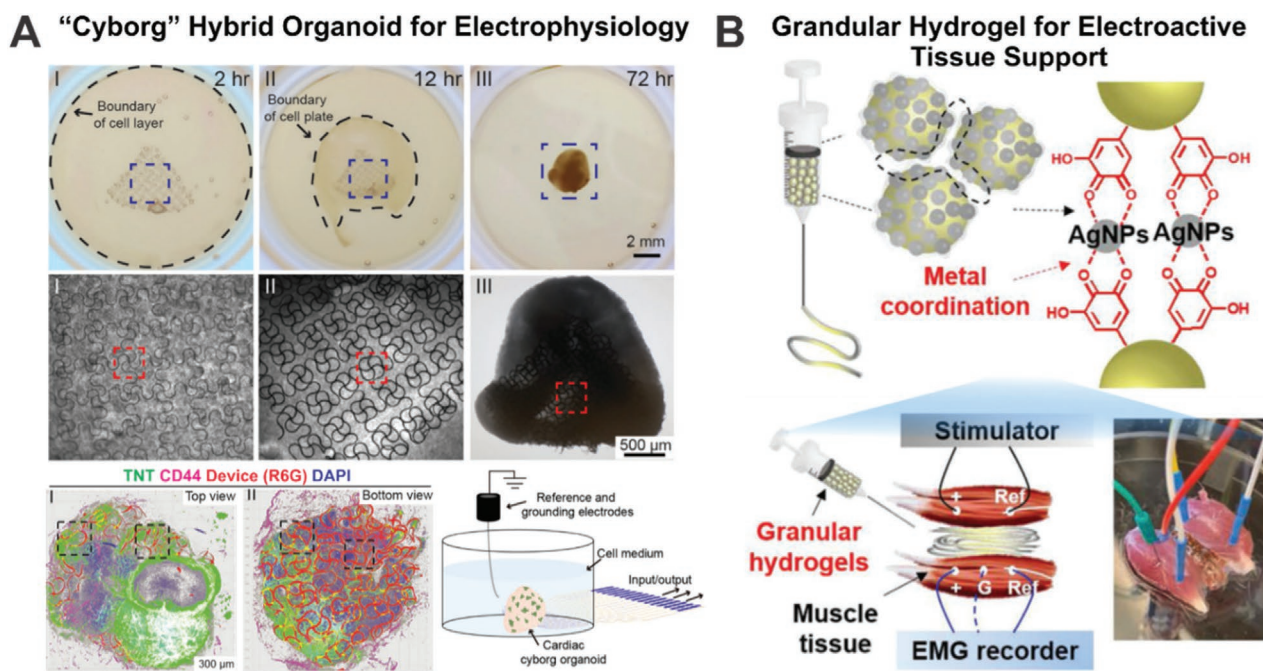 A "Cyborg" Hybrid Organoid for Electrophysiology
I
2 hr
Boundary
of cell layer
II
12 hr
Boundary
of cell plate
III
72 hr
2 mm
I
II
III
500 µm
TNT CD44 Device (R6G) DAPI
I
Top view
300 µm
II
Bottom view
Reference and
grounding electrodes
Cell medium
Input/output
Cardiac
cyborg organoid
B Grandular Hydrogel for Electroactive
Tissue Support
HO
OH
O
O
O
O
AgNPs
AgNPs
Metal
coordination
O
O
O
O
HO
OH
Stimulator
+
Ref
Granular
hydrogels
+
G
Ref
Muscle
tissue
EMG recorder